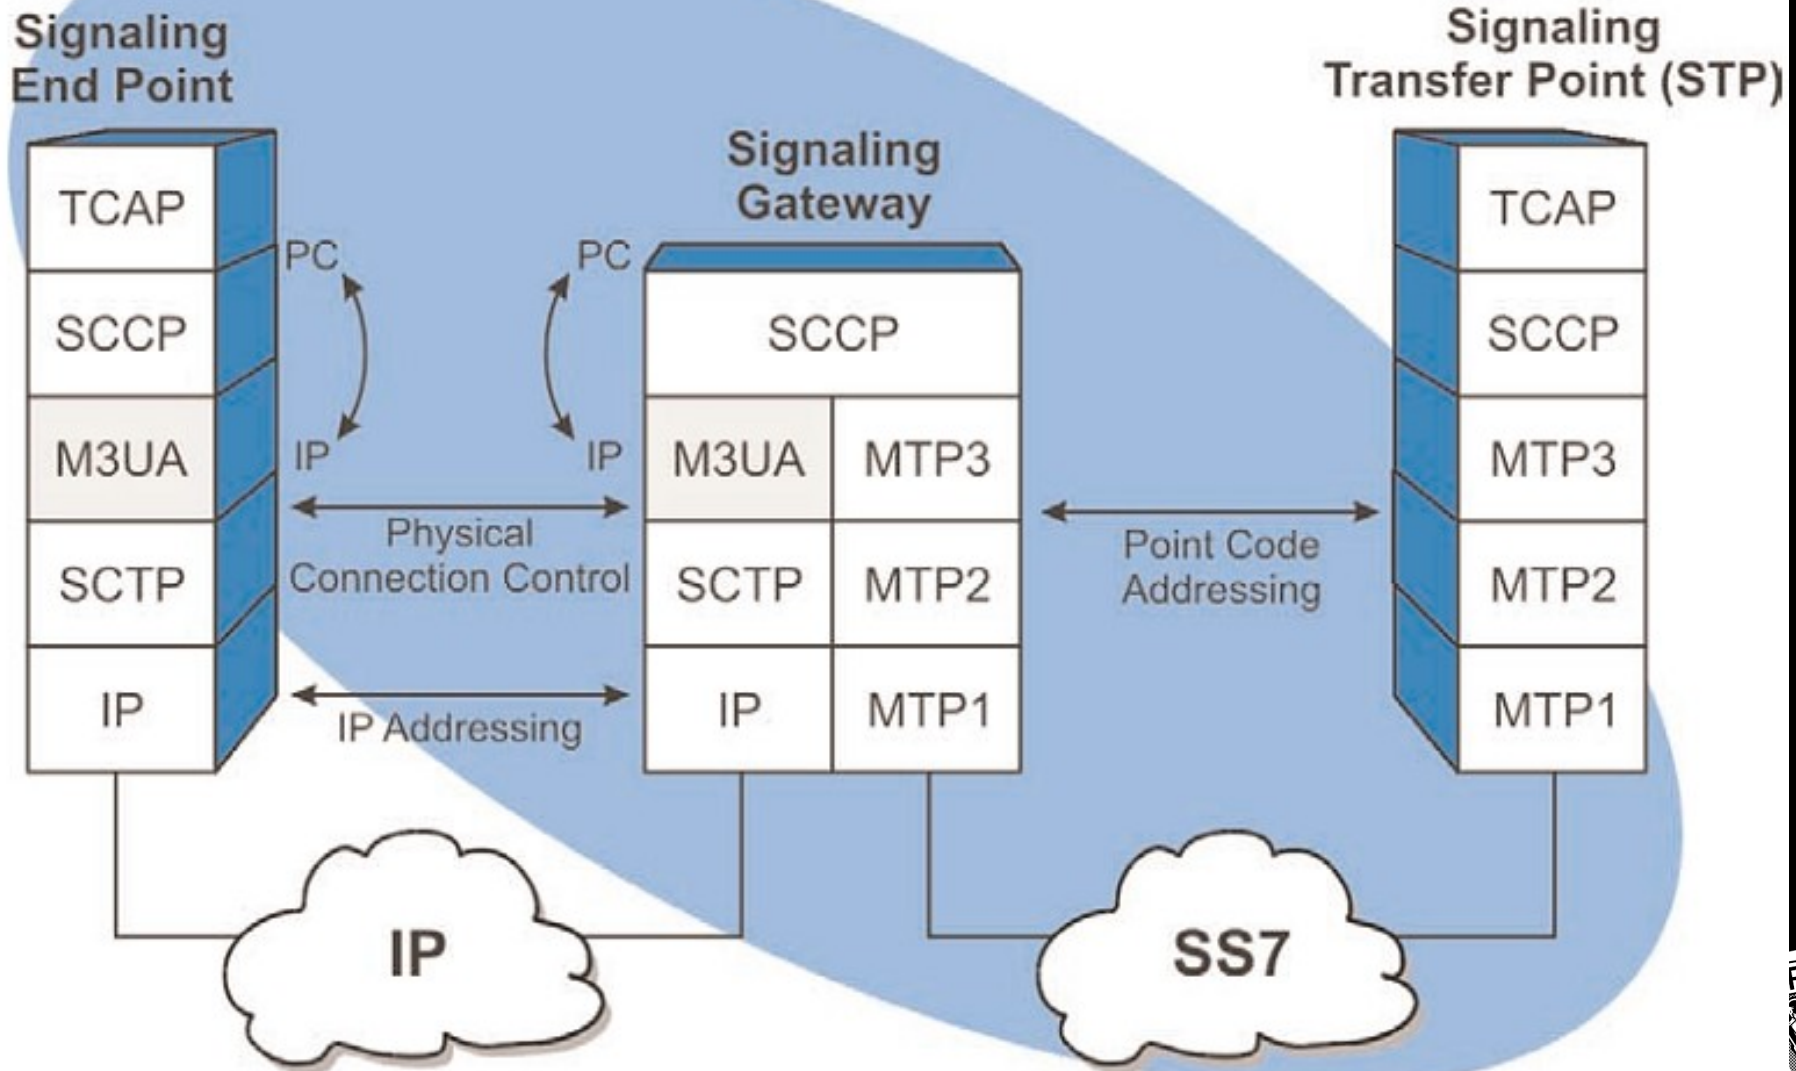 Signaling
End Point
TCAP
SCCP
M3UA
SCTP
IP
PC
IP
PC
IP
Physical
Connection Control
IP Addressing
Signaling
Gateway
SCCP
M3UA
MTP3
SCTP
MTP2
IP
MTP1
Point Code
Addressing
Signaling
Transfer Point (STP)
TCAP
SCCP
MTP3
MTP2
MTP1
IP
SS7